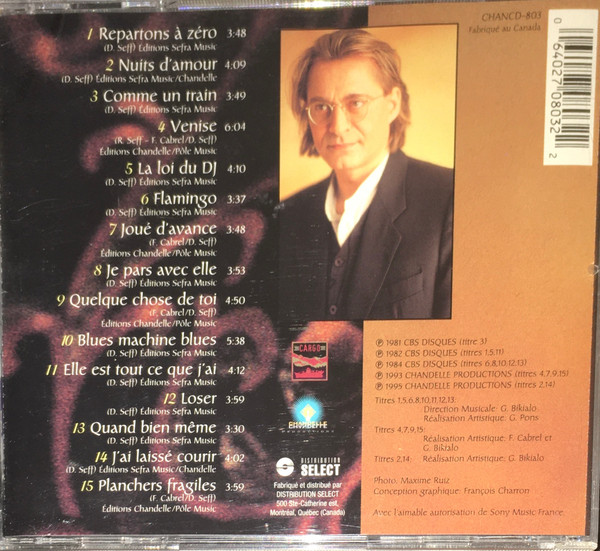 1 Repartons à zéro 3:48
(D. Seff) Éditions Sefra Music
2 Nuits d'amour 4:09
(D. Seff) Éditions Sefra Music/Chandelle
3 Comme un train 3:49
(D. Seff) Éditions Sefra Music
4 Venise 6:04
(R. Seff - F. Cabrel/D. Seff)
Éditions Chandelle/Pôle Music
5 La loi du DJ 4:10
(D. Seff) Éditions Sefra Music
6 Flamingo 3:37
(D. Seff) Éditions Sefra Music
7 Joué d'avance 3:48
(F. Cabrel/D. Seff)
Éditions Chandelle/Pôle Music
8 Je pars avec elle 3:53
(D. Seff) Éditions Sefra Music
9 Quelque chose de toi 4:50
(F. Cabrel/D. Seff)
Éditions Chandelle/Pôle Music
10 Blues machine blues 5:38
(D. Seff) Éditions Sefra Music
11 Elle est tout ce que j'ai 4:12
(D. Seff) Éditions Sefra Music
12 Loser 3:59
(D. Seff) Éditions Sefra Music
13 Quand bien même 3:30
(D. Seff) Éditions Sefra Music
14 J'ai laissé courir 4:02
(D. Seff) Éditions Sefra Music/Chandelle
15 Planchers fragiles 3:59
(F. Cabrel/D. Seff)
Éditions Chandelle/Pôle Music
CARGO
DISTRIBUTION
SELECT
Fabriqué et distribué par
DISTRIBUTION SELECT
500 Ste-Catherine est,
Montréal, Québec (Canada)
CHANCD-803
Fabriqué au Canada
0 64027 08032 2
℗ 1981 CBS DISQUES (titre 3)
℗ 1982 CBS DISQUES (titres 1,5,11)
℗ 1984 CBS DISQUES (titres 6,8,10,12,13)
℗ 1993 CHANDELLE PRODUCTIONS (titres 4,7,9,15)
℗ 1995 CHANDELLE PRODUCTIONS (titres 2,14)
Titres 1,5,6,8,10,11,12,13:
Direction Musicale: G. Bikialo
Réalisation Artistique: G. Ports
Titres 4,7,9,15:
Réalisation Artistique: F. Cabrel et
G. Bikialo
Titres 2,14: Réalisation Artistique: G. Bikialo
Photo: Maxime Ruiz
Conception graphique: François Charron
Avec l'aimable autorisation de Sony Music France.